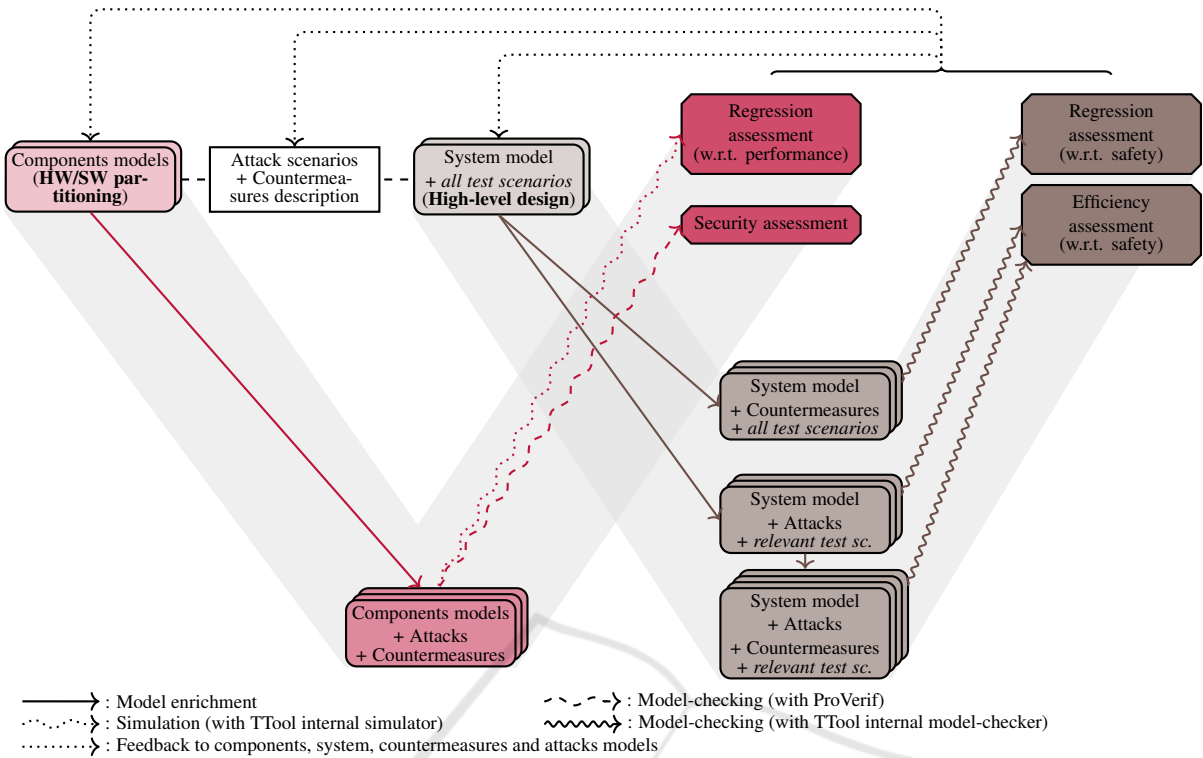 Components models
(HW/SW par-
titioning)
Attack scenarios
+ Countermea-
sures description
System model
+ all test scenarios
(High-level design)
Regression
assessment
(w.r.t. performance)
Security assessment
Regression
assessment
(w.r.t. safety)
Efficiency
assessment
(w.r.t. safety)
System model
+ Countermeasures
+ all test scenarios
System model
+ Attacks
+ relevant test sc.
System model
+ Attacks
+ Countermeasures
+ relevant test sc.
Components models
+ Attacks
+ Countermeasures
: Model enrichment
: Simulation (with TTool internal simulator)
: Feedback to components, system, countermeasures and attacks models
: Model-checking (with ProVerif)
: Model-checking (with TTool internal model-checker)